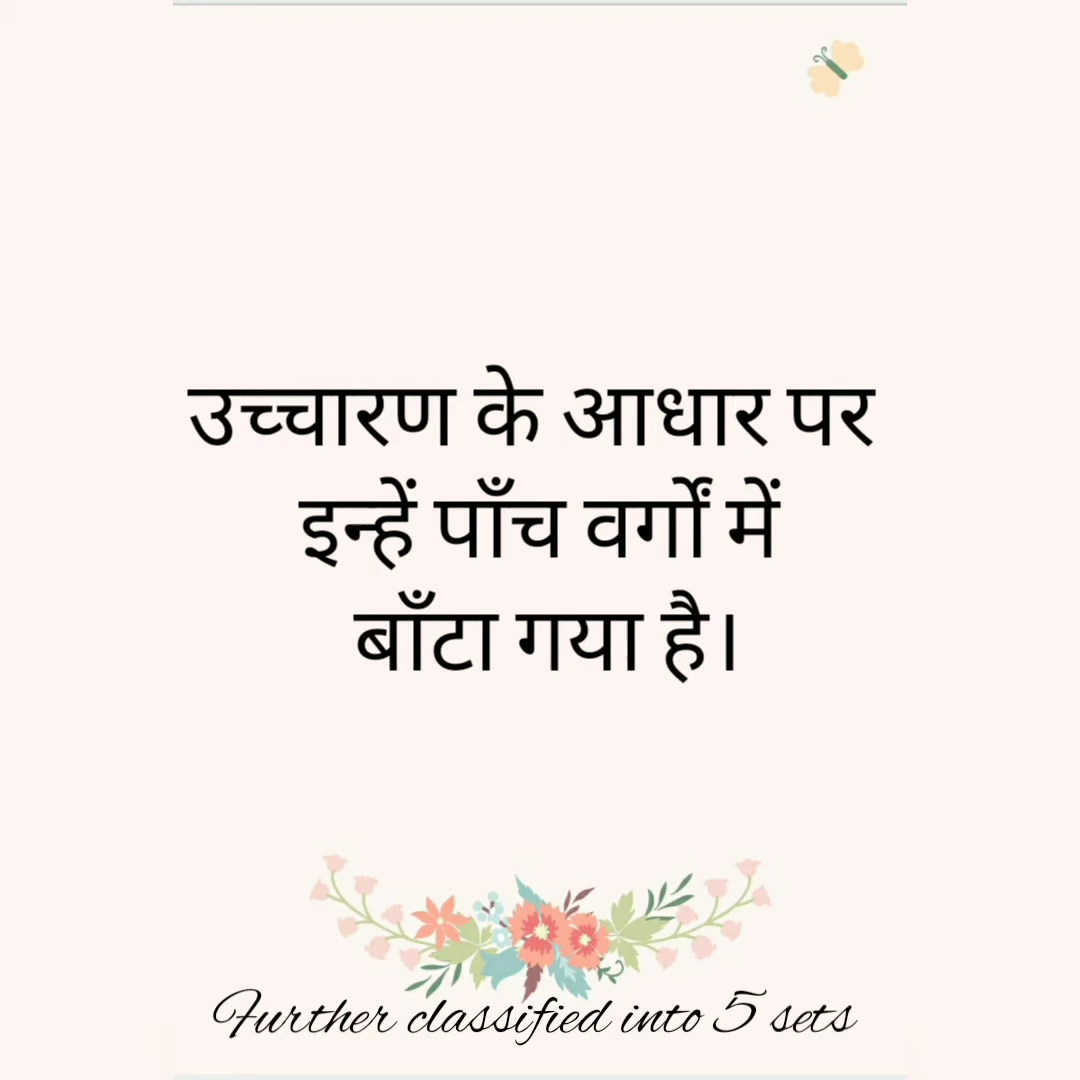 उच्चारण के आधार पर
इन्हें पाँच वर्गों में
बाँटा गया है।
Further classified into 5 sets